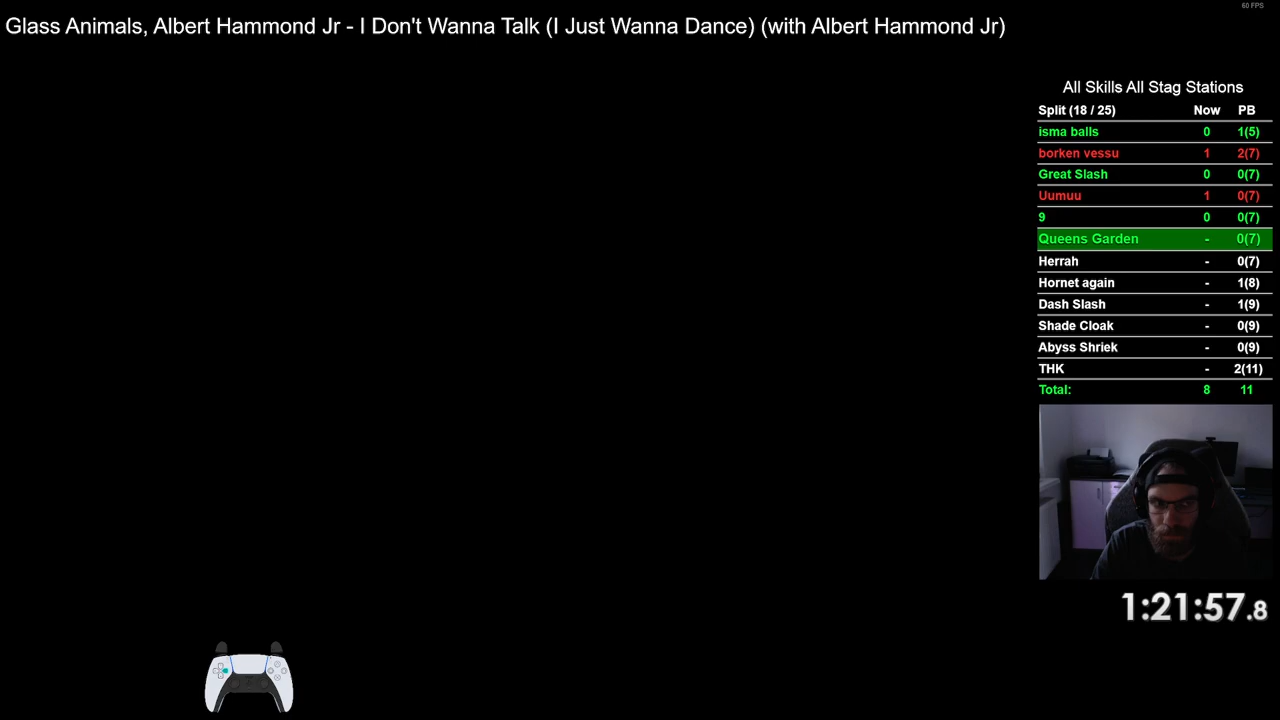 60 FPS
Glass Animals, Albert Hammond Jr - I Don't Wanna Talk (I Just Wanna Dance) (with Albert Hammond Jr)
All Skills All Stag Stations
Split (18 / 25) Now PB
isma balls 0 1(5)
borken vessu 1 2(7)
Great Slash 0 0(7)
Uumuu 1 0(7)
9 0 0(7)
Queens Garden - 0(7)
Herrah - 0(7)
Hornet again - 1(8)
Dash Slash - 1(9)
Shade Cloak - 0(9)
Abyss Shriek - 0(9)
THK - 2(11)
Total: 8 11
1:21:57.8